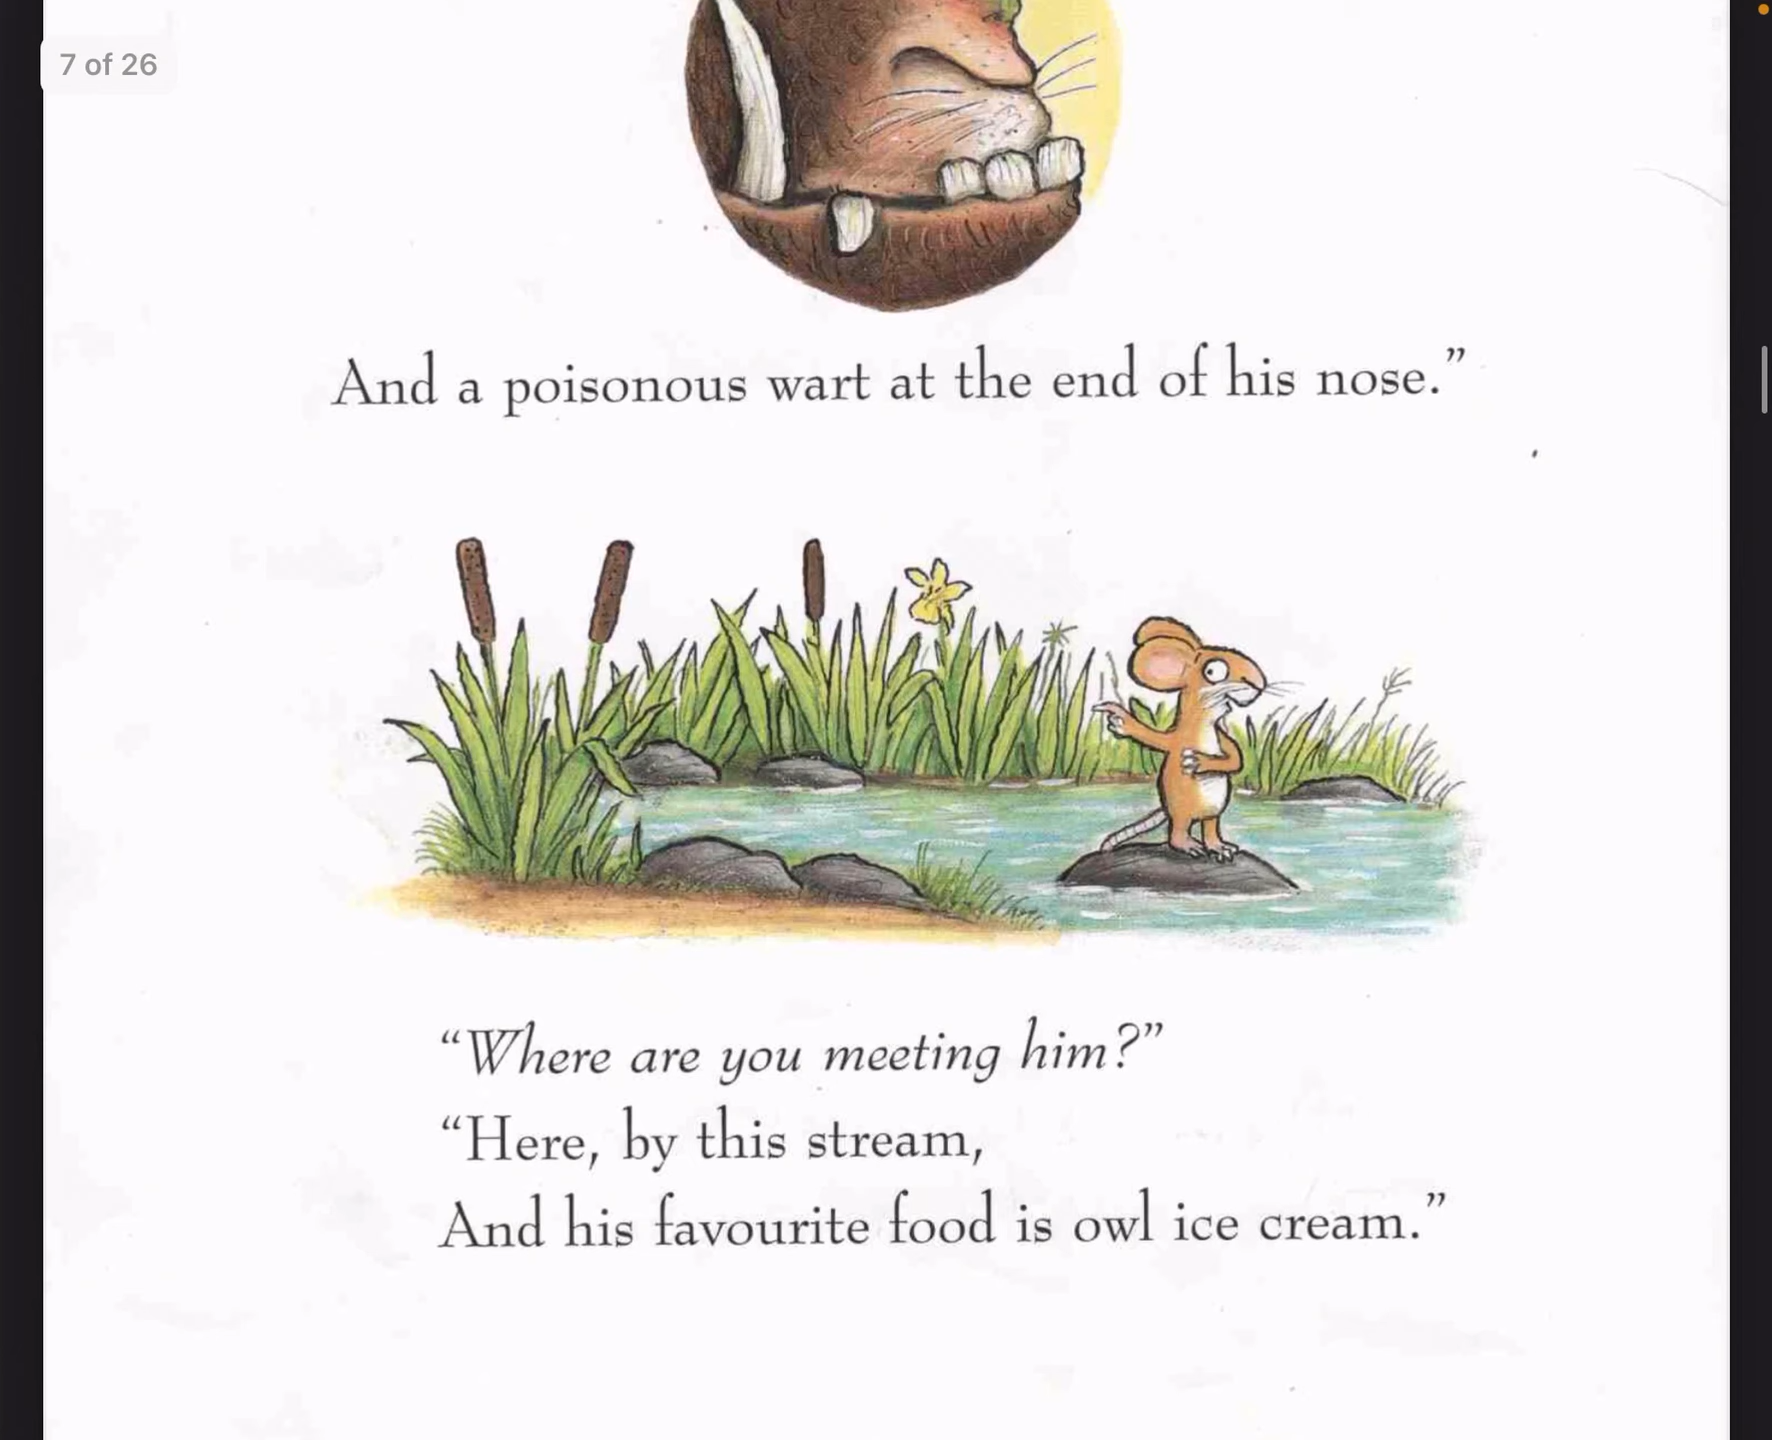 7 of 26
And a poisonous wart at the end of his nose.”
“Where are you meeting him?”
“Here, by this stream,
And his favourite food is owl ice cream.”